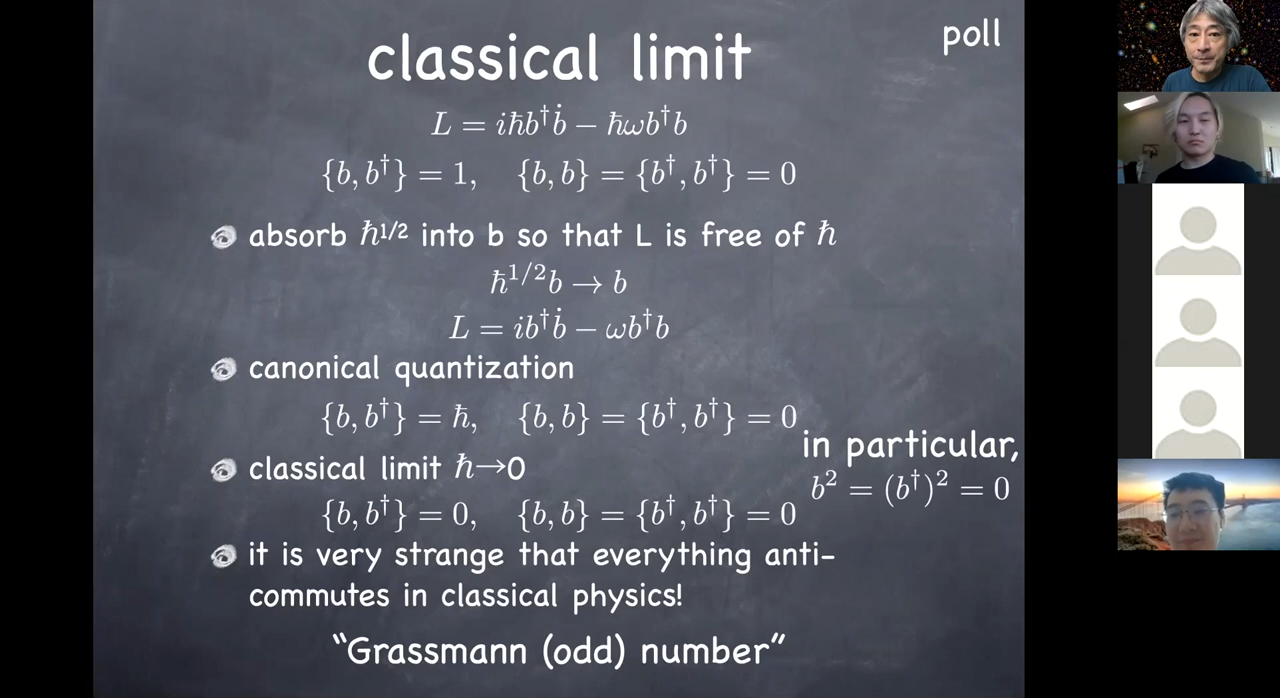 poll
classical limit
L = iħb†ḃ − ħωb†b
{b, b†} = 1, {b, b} = {b†, b†} = 0
absorb ħ1/2 into b so that L is free of ħ
ħ^{1/2}b → b
L = ib†ḃ − ωb†b
canonical quantization
{b, b†} = ħ, {b, b} = {b†, b†} = 0
in particular,
b² = (b†)² = 0
classical limit ħ→0
{b, b†} = 0, {b, b} = {b†, b†} = 0
it is very strange that everything anti-
commutes in classical physics!
“Grassmann (odd) number”